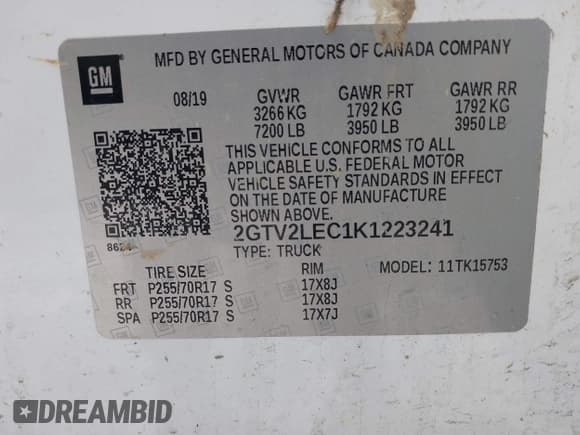 GM
MFD BY GENERAL MOTORS OF CANADA COMPANY
08/19 GVWR GAWR FRT GAWR RR
3266 KG 1792 KG 1792 KG
7200 LB 3950 LB 3950 LB
THIS VEHICLE CONFORMS TO ALL
APPLICABLE U.S. FEDERAL MOTOR
VEHICLE SAFETY STANDARDS IN EFFECT
ON THE DATE OF MANUFACTURE
SHOWN ABOVE.
8624
2GTV2LEC1K1223241
TYPE: TRUCK
TIRE SIZE RIM MODEL: 11TK15753
FRT P255/70R17 S 17X8J
RR P255/70R17 S 17X8J
SPA P255/70R17 S 17X7J
DREAMBID